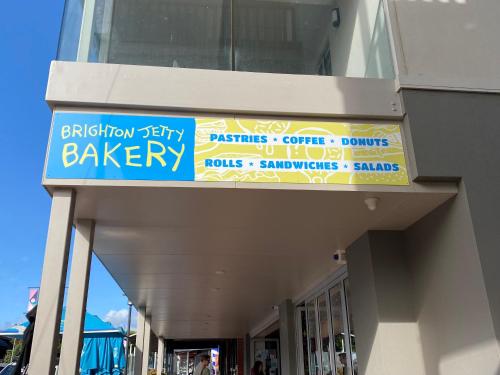 BRIGHTON JETTY
BAKERY
PASTRIES * COFFEE * DONUTS
ROLLS * SANDWICHES * SALADS